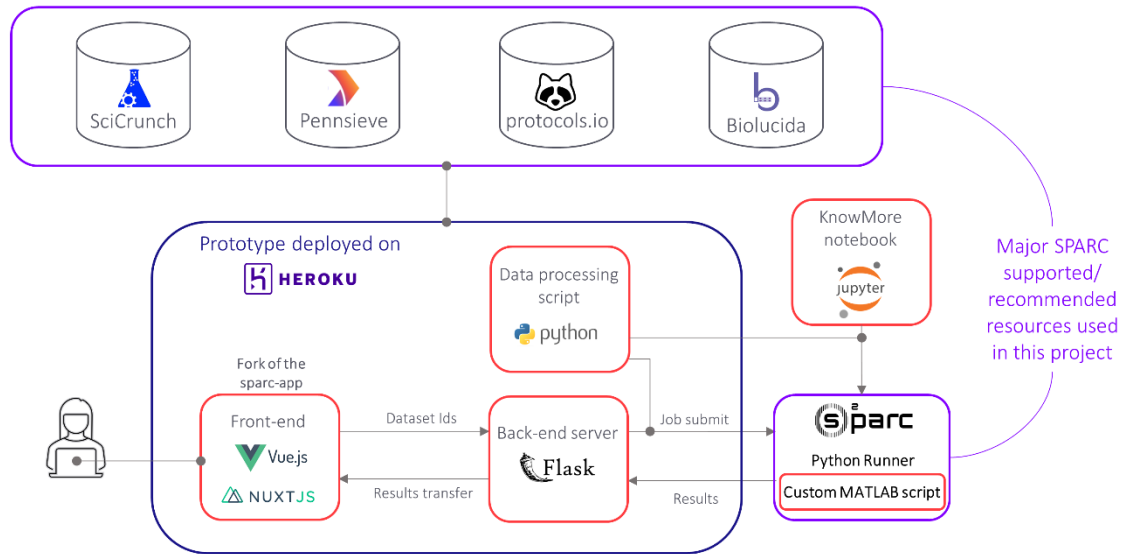 SciCrunch
Pennsieve
protocols.io
Biolucida
Prototype deployed on
HEROKU
Data processing
script
python
KnowMore
notebook
jupyter
Major SPARC
supported/
recommended
resources used
in this project
Fork of the
sparc-app
Front-end
Vue.js
NUXTJS
Dataset Ids
Results transfer
Back-end server
Flask
Job submit
Results
s2parc
Python Runner
Custom MATLAB script